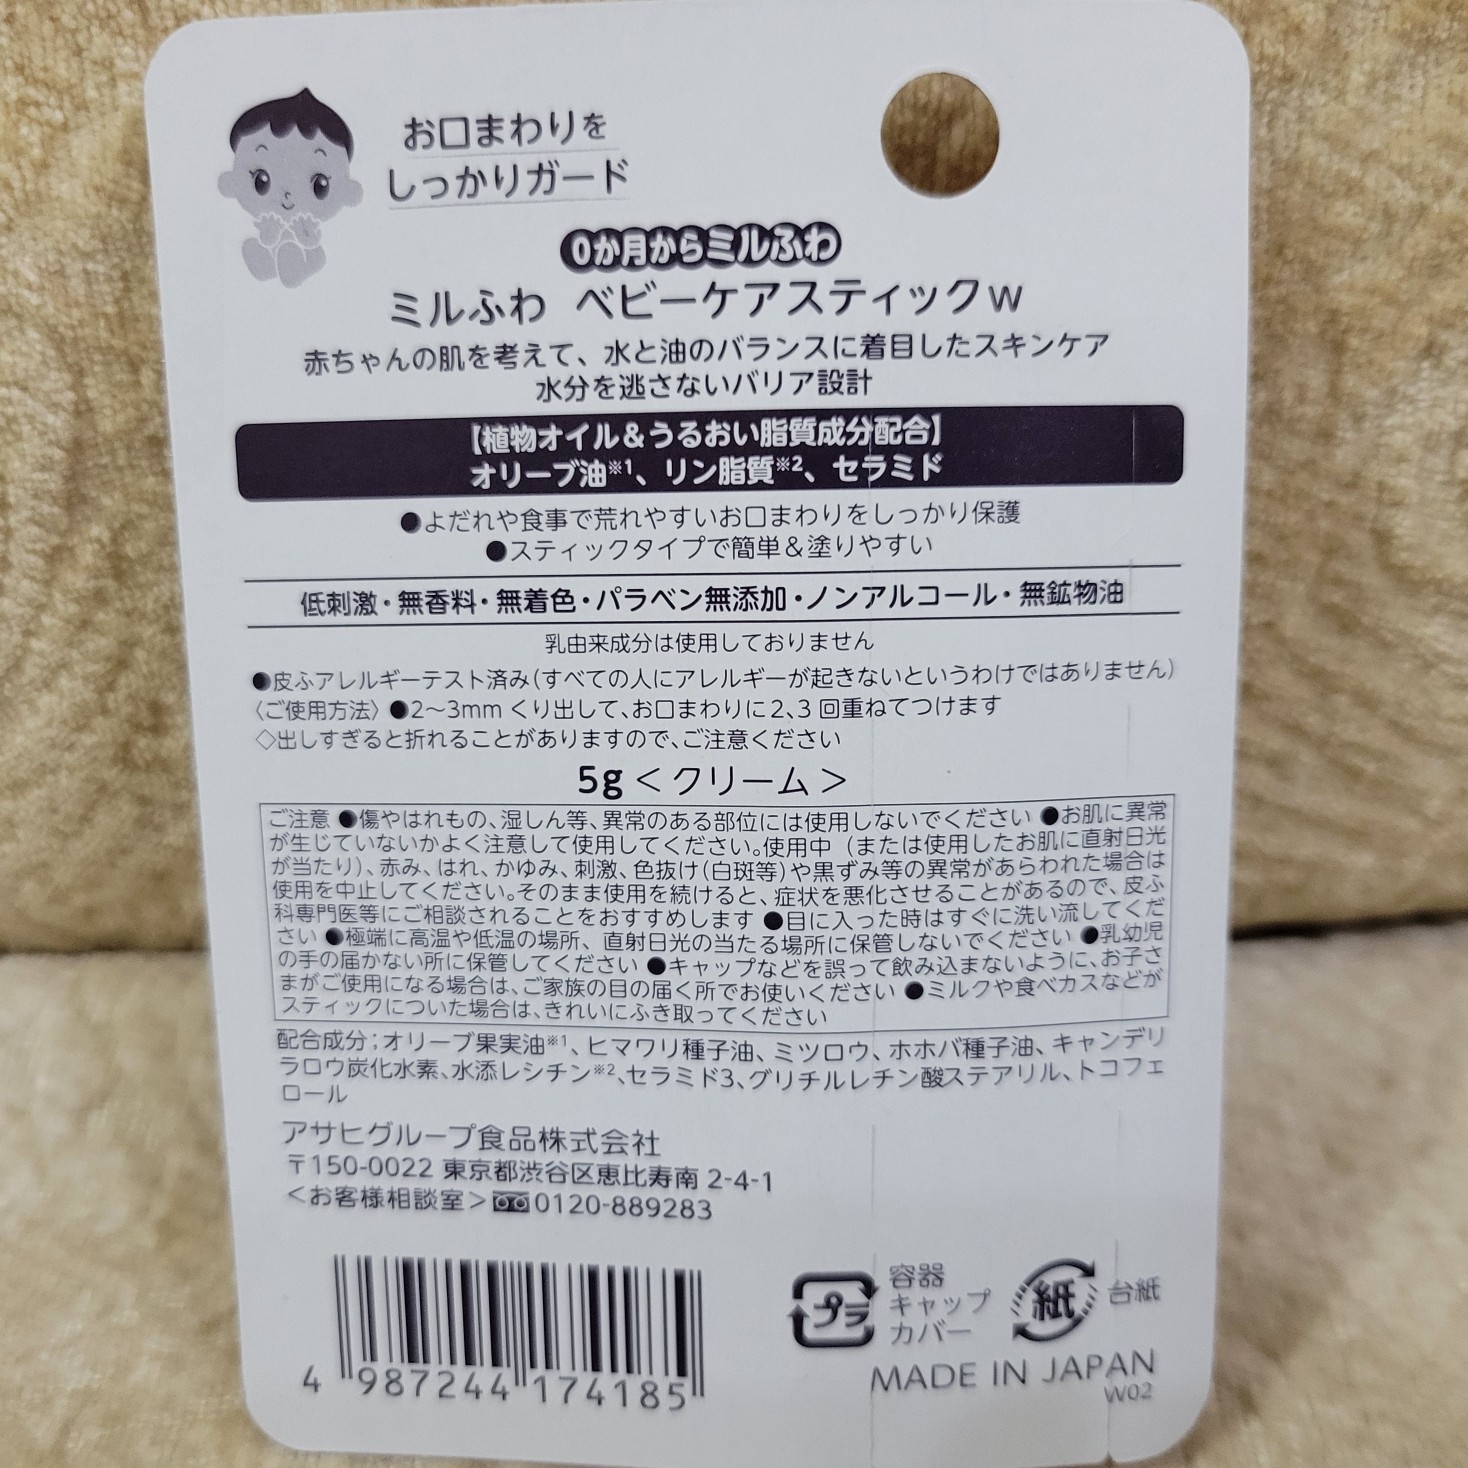 お口まわりを
しっかりガード
0か月からミルふわ
ミルふわ ベビーケアスティックW
赤ちゃんの肌を考えて、水と油のバランスに着目したスキンケア
水分を逃さないバリア設計
【植物オイル＆うるおい脂質成分配合】
オリーブ油※1、リン脂質※2、セラミド
●よだれや食事で荒れやすいお口まわりをしっかり保護
●スティックタイプで簡単＆塗りやすい
低刺激・無香料・無着色・パラベン無添加・ノンアルコール・無鉱物油
乳由来成分は使用しておりません
●皮ふアレルギーテスト済み(すべての人にアレルギーが起きないというわけではありません)
〈ご使用方法〉●2〜3mm くり出して、お口まわりに2、3 回重ねてつけます
◇出しすぎると折れることがありますので、ご注意ください
5g＜クリーム＞
ご注意 ●傷やはれもの、湿しん等、異常のある部位には使用しないでください ●お肌に異常
が生じていないかよく注意して使用してください。使用中（または使用したお肌に直射日光
が当たり)、赤み、はれ、かゆみ、刺激、色抜け(白斑等)や黒ずみ等の異常があらわれた場合は
使用を中止してください。そのまま使用を続けると、症状を悪化させることがあるので、皮ふ
科専門医等にご相談されることをおすすめします ●目に入った時はすぐに洗い流してくだ
さい ●極端に高温や低温の場所、直射日光の当たる場所に保管しないでください ●乳幼児
の手の届かない所に保管してください ●キャップなどを誤って飲み込まないように、お子さ
まがご使用になる場合は、ご家族の目の届く所でお使いください ●ミルクや食べカスなどが
スティックについた場合は、きれいにふき取ってください
配合成分；オリーブ果実油※1、ヒマワリ種子油、ミツロウ、ホホバ種子油、キャンデリ
ラロウ炭化水素、水添レシチン※2、セラミド3、グリチルレチン酸ステアリル、トコフェ
ロール
アサヒグループ食品株式会社
〒150-0022 東京都渋谷区恵比寿南 2-4-1
＜お客様相談室＞0120-889283
4 987244 174185
プラ
容器
キャップ
カバー
紙
台紙
MADE IN JAPAN
W02